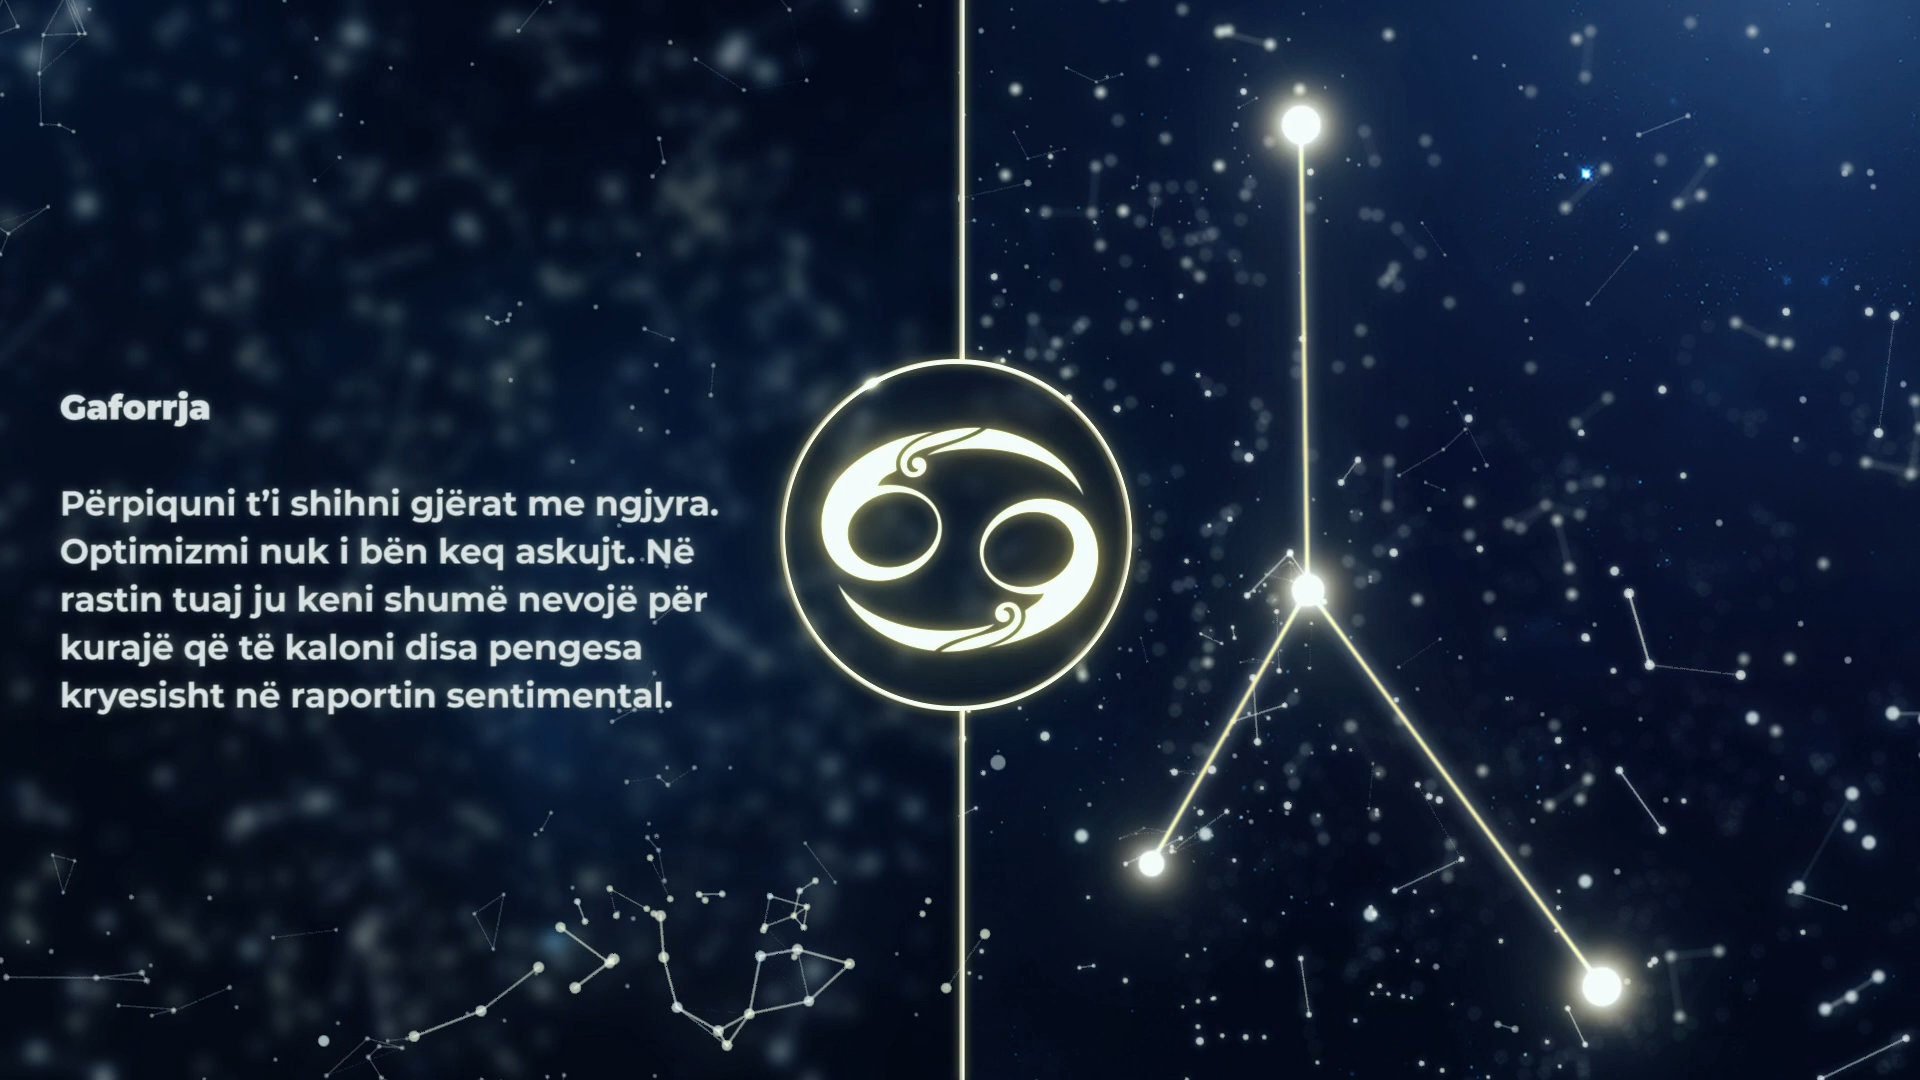 Gaforrja
Përpiquni t’i shihni gjërat me ngjyra.
Optimizmi nuk i bën keq askujt. Në
rastin tuaj ju keni shumë nevojë për
kurajë që të kaloni disa pengesa
kryesisht në raportin sentimental.